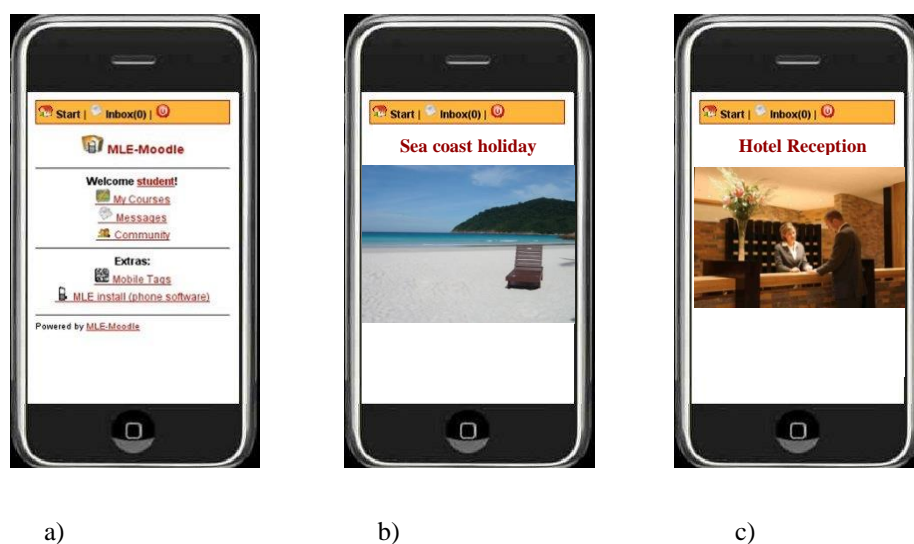 Start | Inbox(0) |
MLE-Moodle
Welcome student!
My Courses
Messages
Community
Extras:
Mobile Tags
MLE install (phone software)
Powered by MLE-Moodle
Start | Inbox(0) |
Sea coast holiday
Start | Inbox(0) |
Hotel Reception
a)
b)
c)